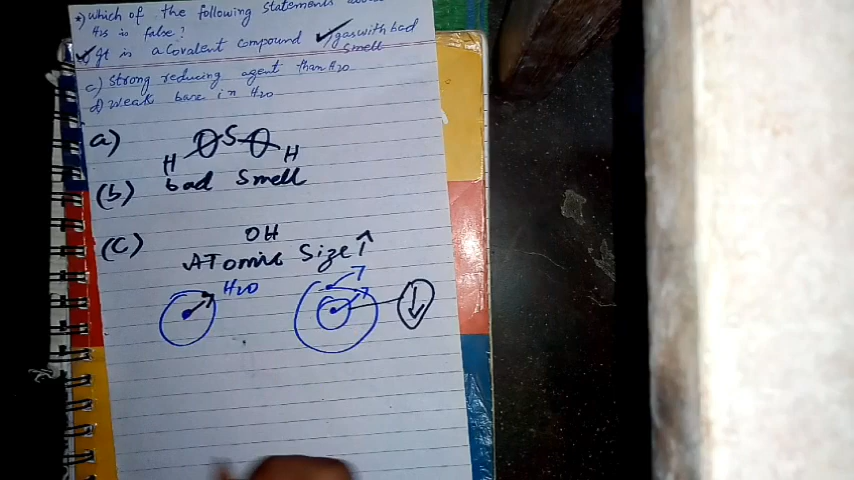 *) which of the following statements
H2S is false?
a) It is a Covalent compound b) gas with bad
smell
c) Strong reducing agent than H2O
d) Weak base in H2O
a)
S
H H
(b) bad Smell
(c) OH
ATomic Size ↑
H2O
↓